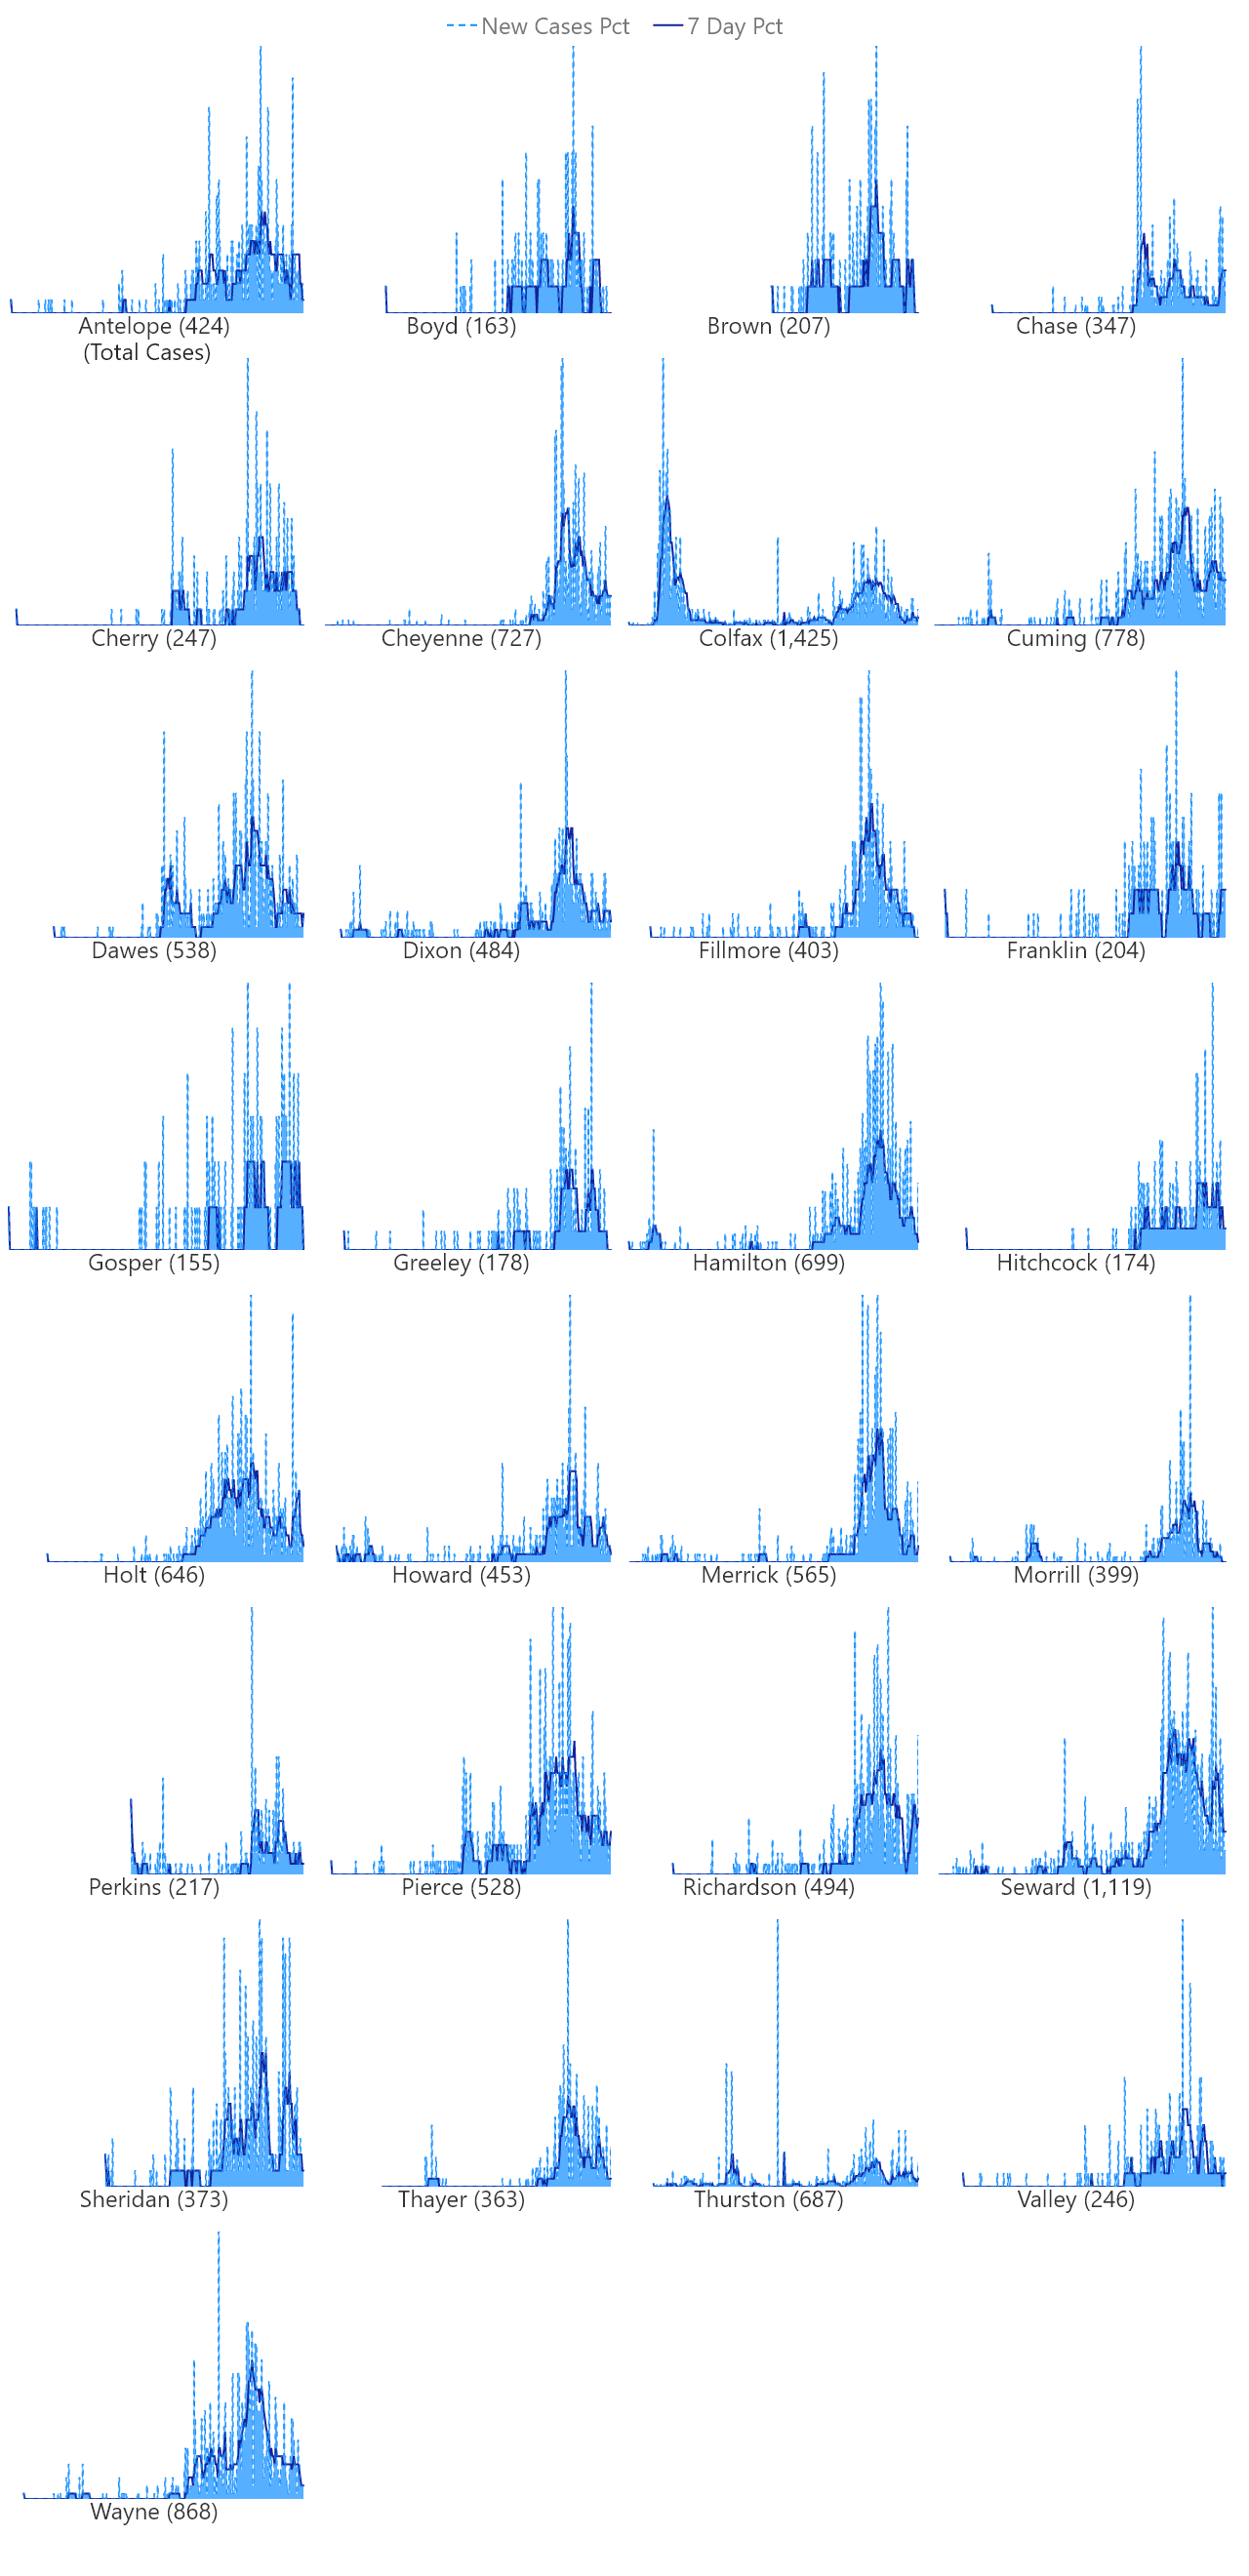 New Cases Pct 7 Day Pct
Antelope (424) Boyd (163) Brown (207) Chase (347)
(Total Cases)
Cherry (247) Cheyenne (727) Colfax (1,425) Cuming (778)
Dawes (538) Dixon (484) Fillmore (403) Franklin (204)
Gosper (155) Greeley (178) Hamilton (699) Hitchcock (174)
Holt (646) Howard (453) Merrick (565) Morrill (399)
Perkins (217) Pierce (528) Richardson (494) Seward (1,119)
Sheridan (373) Thayer (363) Thurston (687) Valley (246)
Wayne (868)